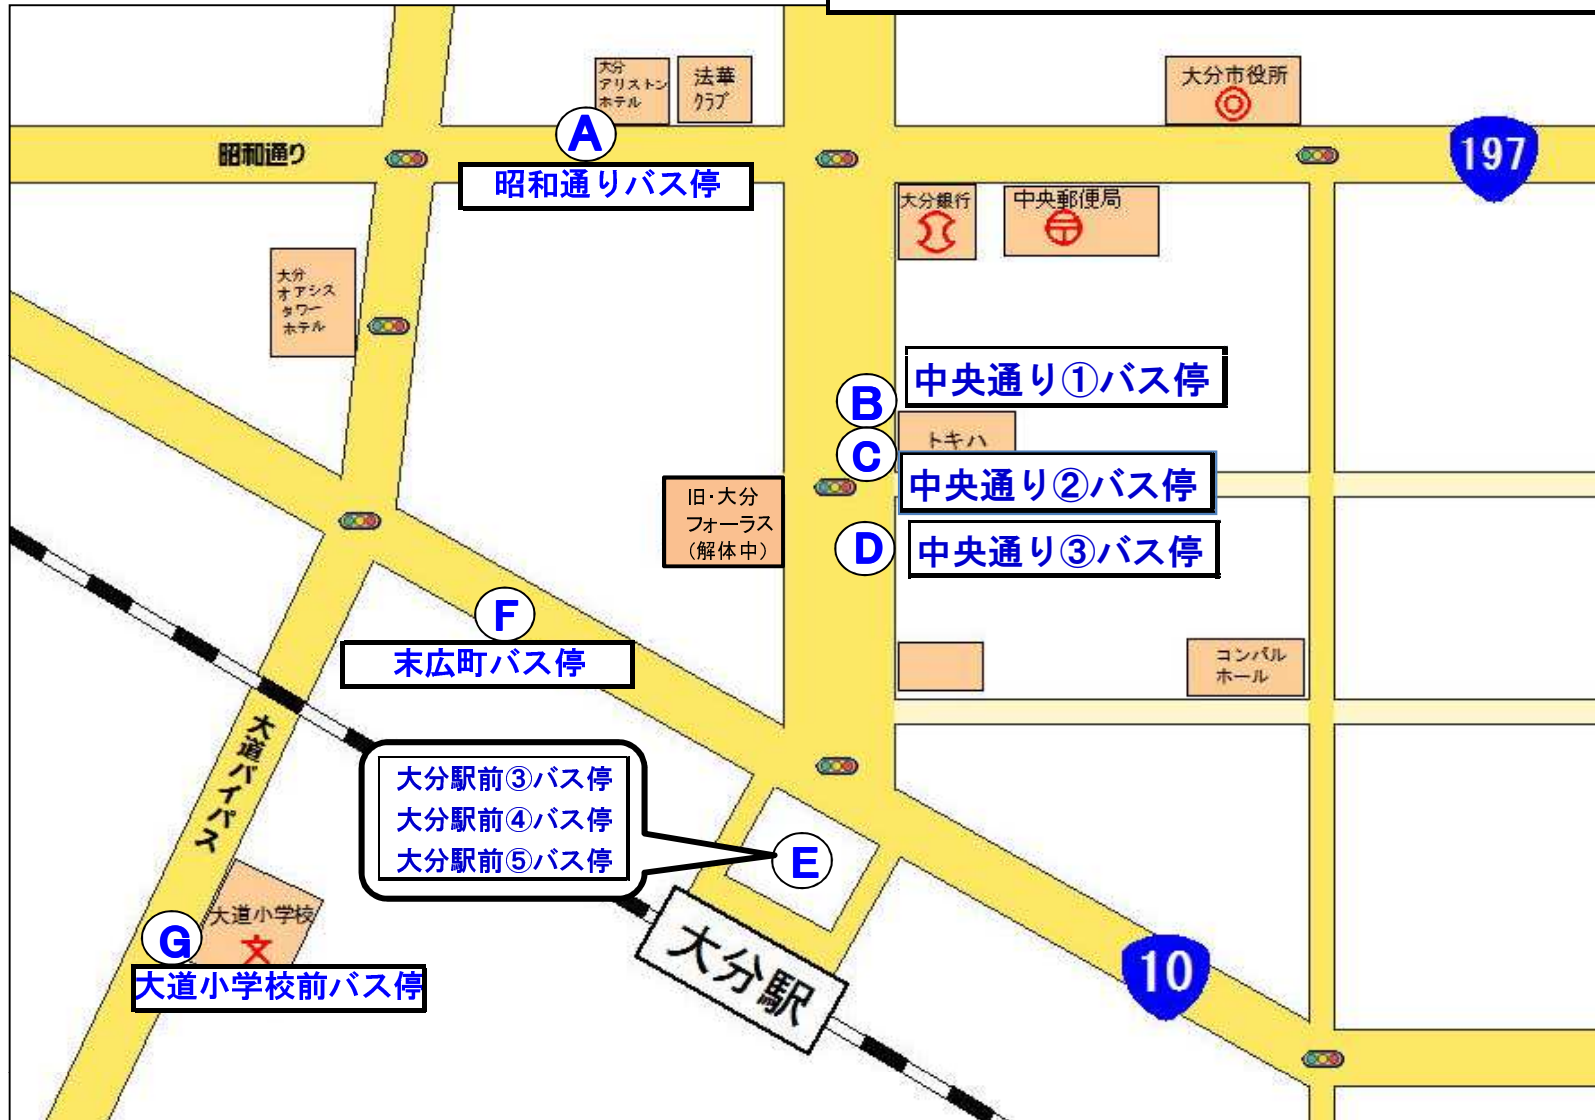 大分
アリストン
ホテル
法華
クラブ
大分市役所
A
昭和通り
197
昭和通りバス停
大分銀行
中央郵便局
大分
オアシス
タワー
ホテル
中央通り①バス停
B
トキハ
C
中央通り②バス停
旧・大分
フォーラス
(解体中)
D
中央通り③バス停
F
末広町バス停
コンパル
ホール
大道バイパス
大分駅前③バス停
大分駅前④バス停
大分駅前⑤バス停
E
大道小学校
文
G
大道小学校前バス停
大分駅
10